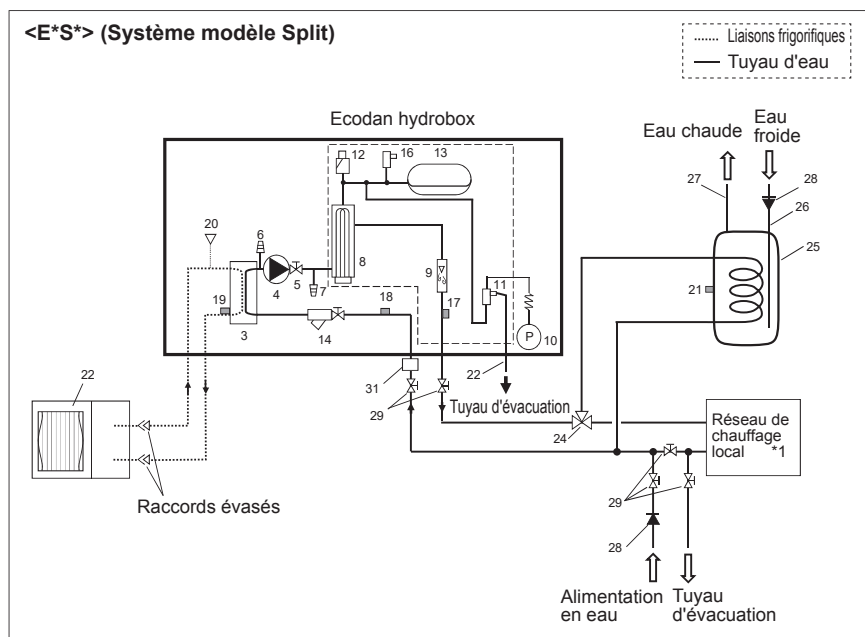 <E*S*> (Système modèle Split)
Liaisons frigorifiques
Tuyau d'eau
Ecodan hydrobox
Eau chaude
Eau
froide
12
16
13
27
28
26
20
6
25
8
9
4
5
7
11
21
19
18
17
3
14
P
10
22
31
22
29
Tuyau d'évacuation
24
Réseau de
chauffage
local *1
Raccords évasés
29
28
Alimentation
en eau
Tuyau
d'évacuation